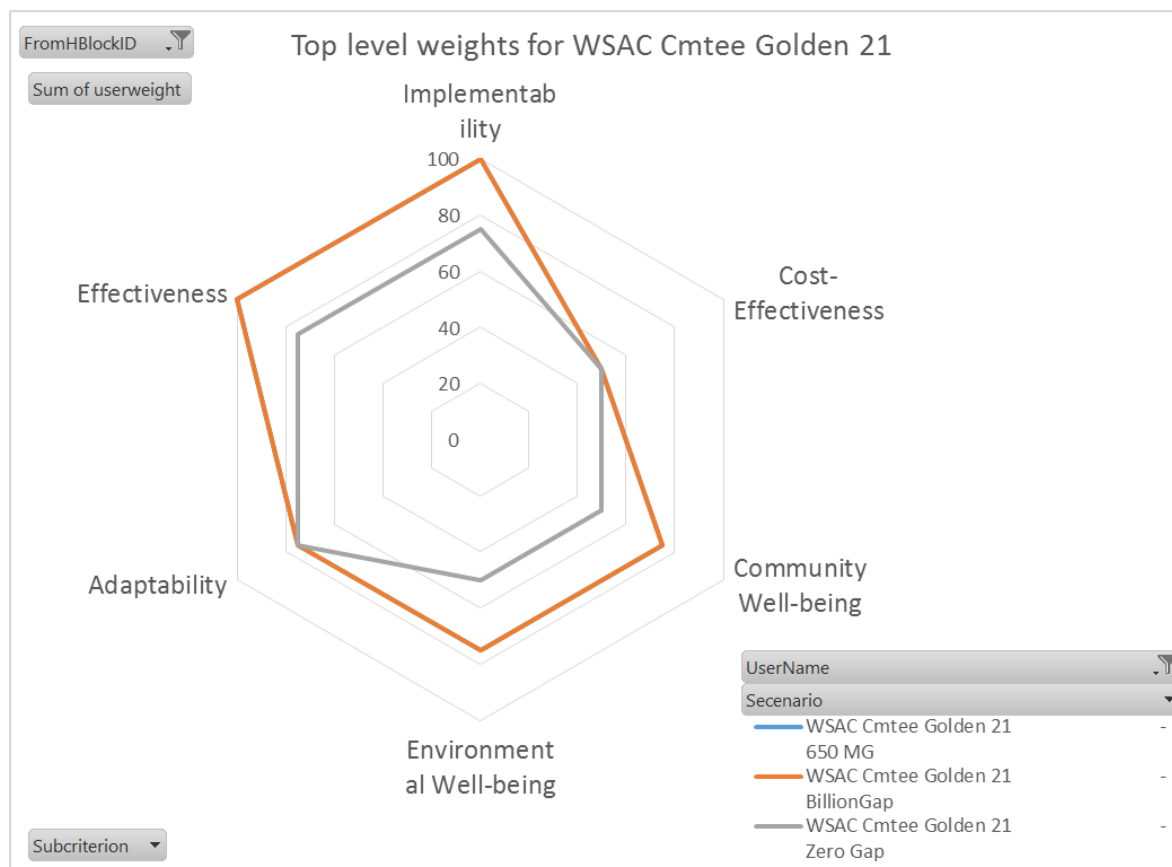 FromHBlockID
Top level weights for WSAC Cmtee Golden 21
Sum of userweight
Implementab
ility
100
80
60
40
20
0
Cost-
Effectiveness
Effectiveness
Adaptability
Community
Well-being
Environment
al Well-being
UserName
Secenario
WSAC Cmtee Golden 21 -
650 MG
WSAC Cmtee Golden 21 -
BillionGap
WSAC Cmtee Golden 21 -
Zero Gap
Subcriterion